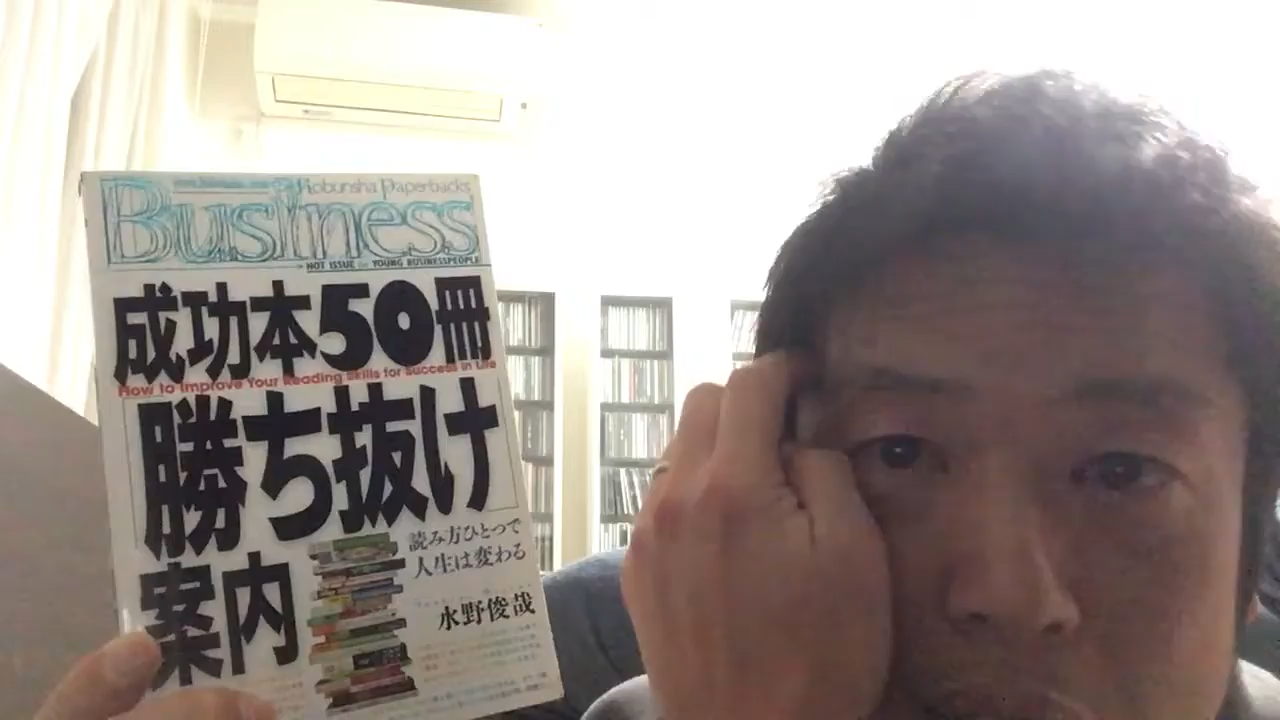 Kobunsha Paperbacks
Business
HOT ISSUE for YOUNG BUSINESSPEOPLE
成功本50冊
How to Improve Your Reading Skills for Success in Life
勝ち抜け
案内
読み方ひとつで
人生は変わる
水野俊哉